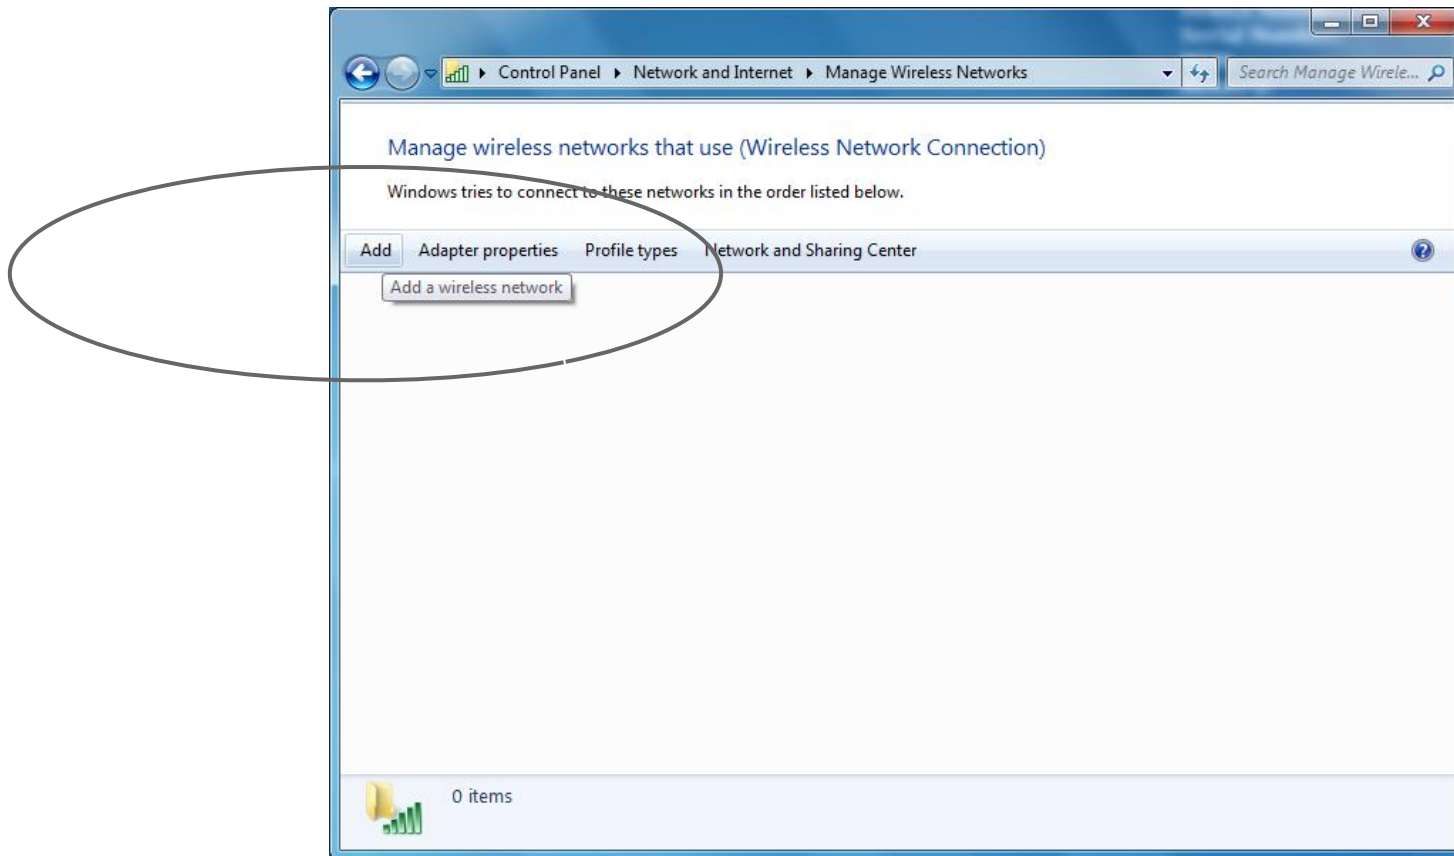 Control Panel Network and Internet Manage Wireless Networks Search Manage Wirele...
Manage wireless networks that use (Wireless Network Connection)
Windows tries to connect to these networks in the order listed below.
Add Adapter properties Profile types Network and Sharing Center
Add a wireless network
0 items